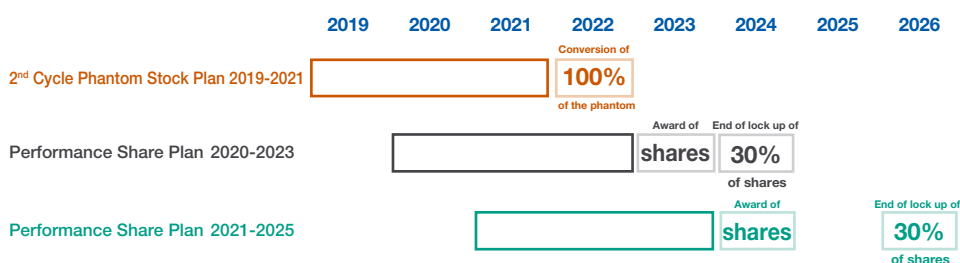 2019 2020 2021 2022 2023 2024 2025 2026
Conversion of
2nd Cycle Phantom Stock Plan 2019-2021 100%
of the phantom
Award of End of lock up of
Performance Share Plan 2020-2023 shares 30%
of shares
Award of End of lock up of
Performance Share Plan 2021-2025 shares 30%
of shares